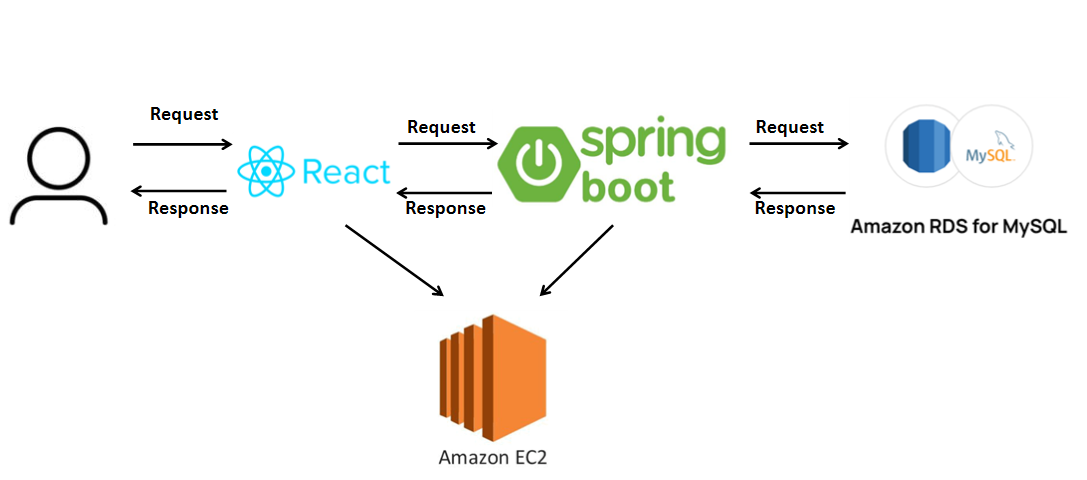 Request
Request
Request
spring
boot
React
MySQL
Response
Response
Response
Amazon RDS for MySQL
Amazon EC2